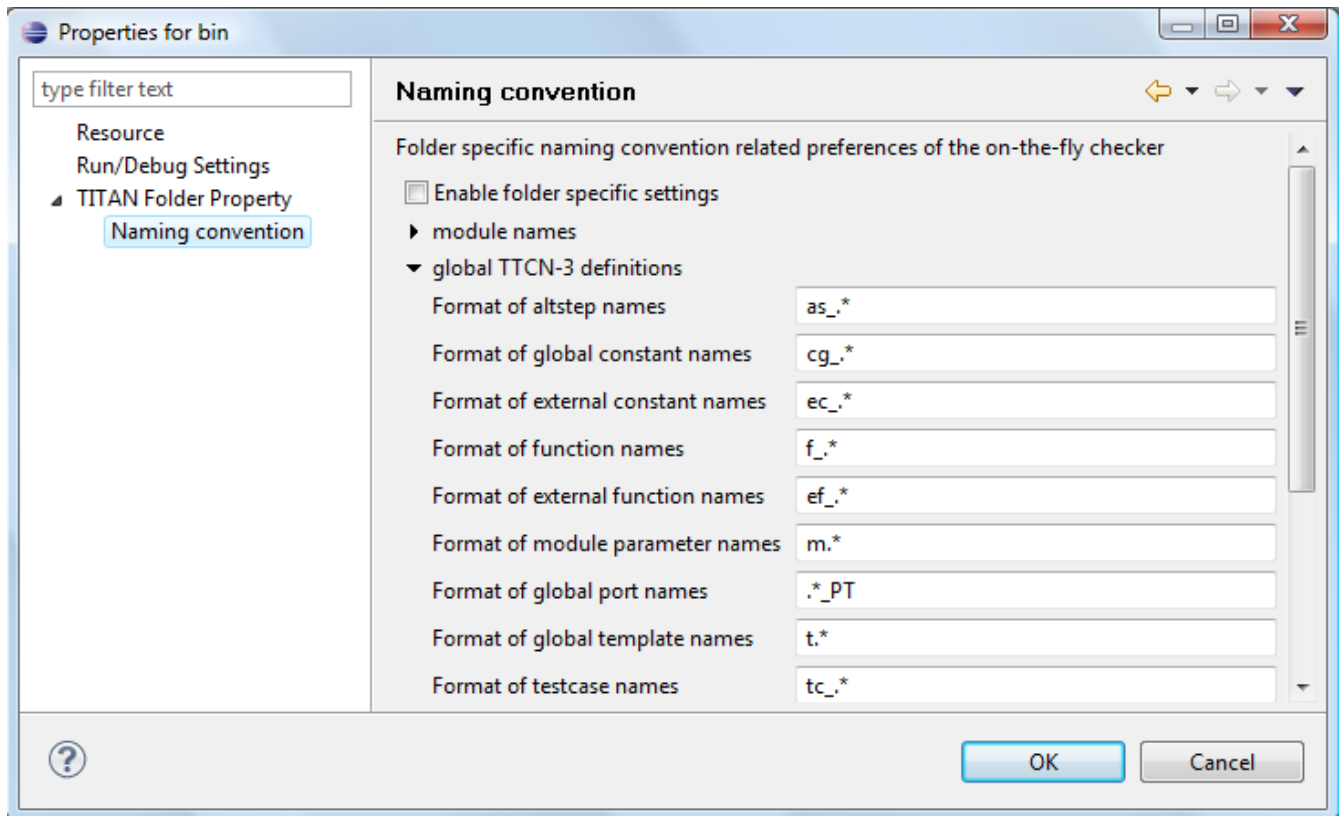 Properties for bin
type filter text
Resource
Run/Debug Settings
TITAN Folder Property
Naming convention
Naming convention
Folder specific naming convention related preferences of the on-the-fly checker
Enable folder specific settings
module names
global TTCN-3 definitions
Format of altstep names as_.*
Format of global constant names cg_.*
Format of external constant names ec_.*
Format of function names f_.*
Format of external function names ef_.*
Format of module parameter names m.*
Format of global port names .*_PT
Format of global template names t.*
Format of testcase names tc_.*
?
OK Cancel